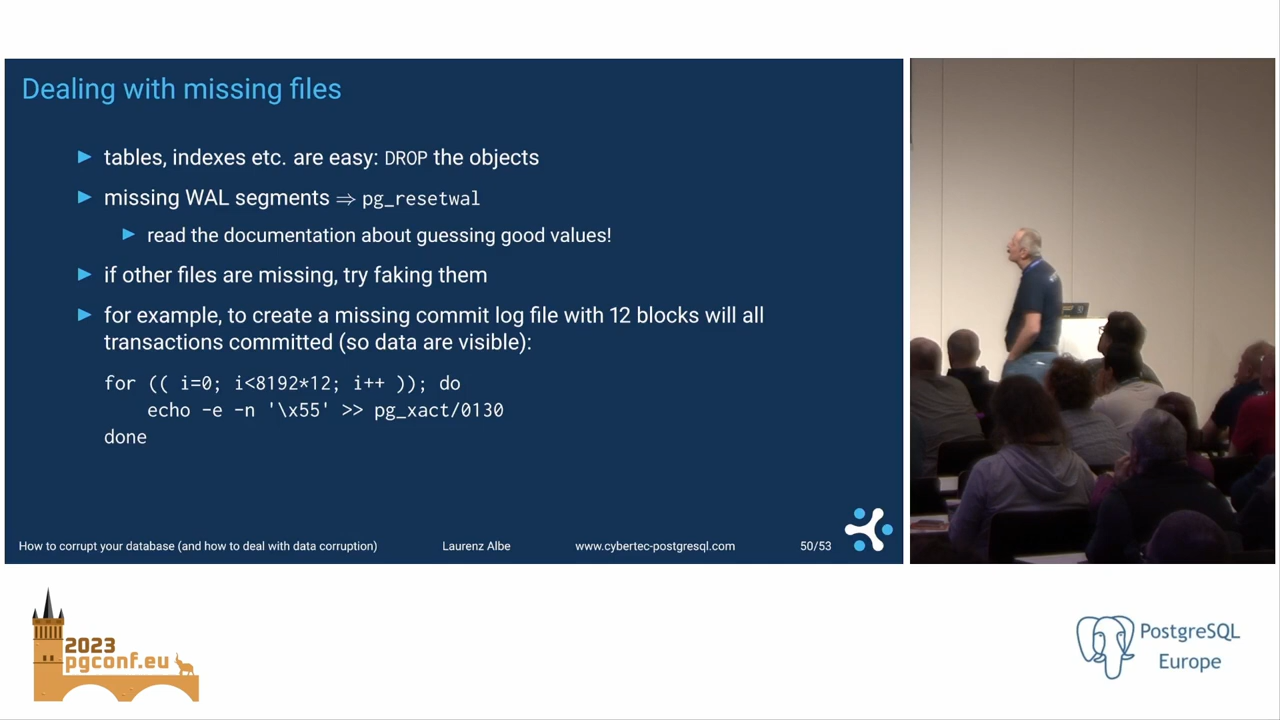 Dealing with missing files
tables, indexes etc. are easy: DROP the objects
missing WAL segments ⇒ pg_resetwal
read the documentation about guessing good values!
if other files are missing, try faking them
for example, to create a missing commit log file with 12 blocks will all
transactions committed (so data are visible):
for (( i=0; i<8192*12; i++ )); do
echo -e -n '\x55' >> pg_xact/0130
done
How to corrupt your database (and how to deal with data corruption) Laurenz Albe www.cybertec-postgresql.com 50/53
2023
pgconf.eu
PostgreSQL
Europe